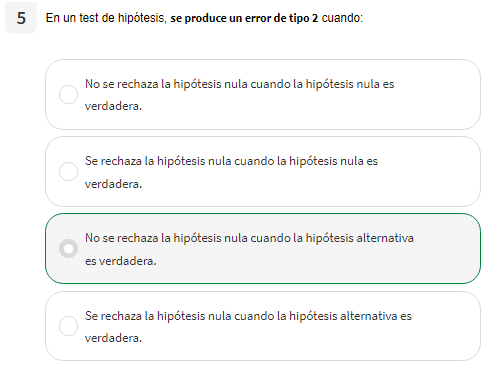 5 En un test de hipótesis, se produce un error de tipo 2 cuando:
No se rechaza la hipótesis nula cuando la hipótesis nula es
verdadera.
Se rechaza la hipótesis nula cuando la hipótesis nula es
verdadera.
No se rechaza la hipótesis nula cuando la hipótesis alternativa
es verdadera.
Se rechaza la hipótesis nula cuando la hipótesis alternativa es
verdadera.